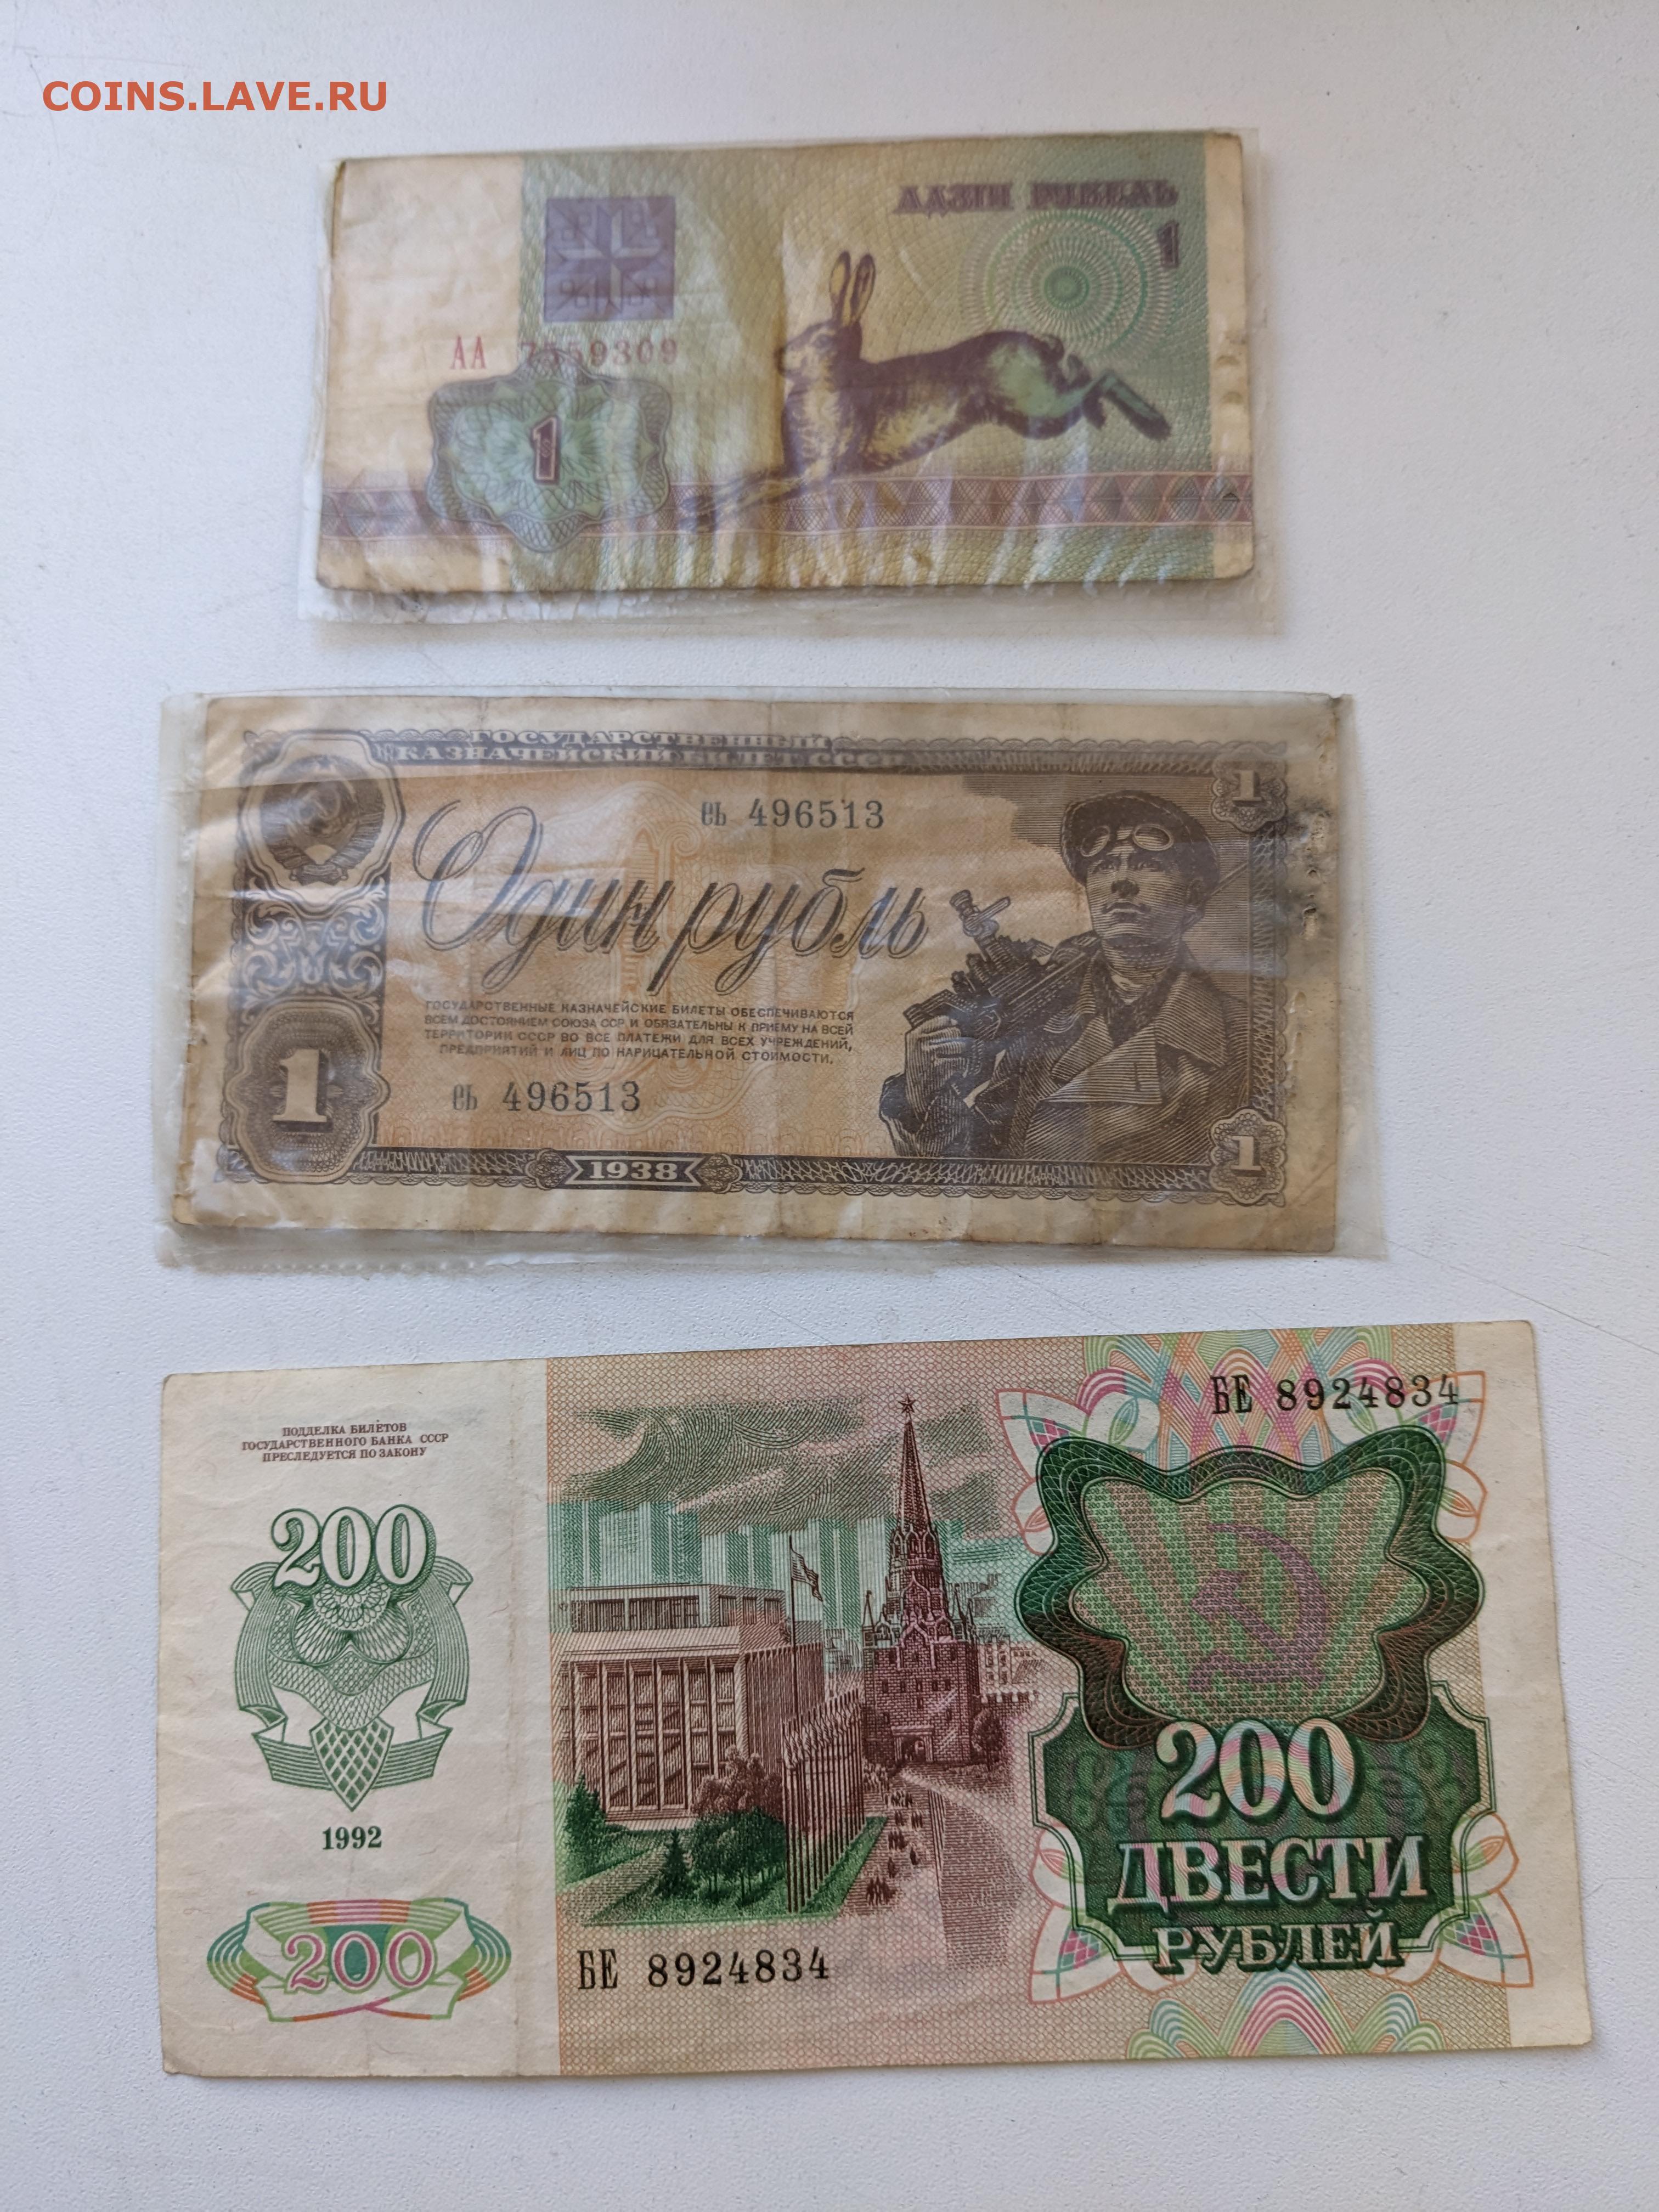 COINS.LAVE.RU
АДЗІН РУБЕЛЬ
1
АА 7559309
1
ГОСУДАРСТВЕННЫЙ
КАЗНАЧЕЙСКИЙ БИЛЕТ СССР
1
еЬ 496513
Один рубль
ГОСУДАРСТВЕННЫЕ КАЗНАЧЕЙСКИЕ БИЛЕТЫ ОБЕСПЕЧИВАЮТСЯ
ВСЕМ ДОСТОЯНИЕМ СОЮЗА ССР И ОБЯЗАТЕЛЬНЫ К ПРИЕМУ НА ВСЕЙ
ТЕРРИТОРИИ СССР ВО ВСЕ ПЛАТЕЖИ ДЛЯ ВСЕХ УЧРЕЖДЕНИЙ,
ПРЕДПРИЯТИЙ И ЛИЦ ПО НАРИЦАТЕЛЬНОЙ СТОИМОСТИ.
1
еЬ 496513
1
1938
БЕ 8924834
ПОДДЕЛКА БИЛЕТОВ
ГОСУДАРСТВЕННОГО БАНКА СССР
ПРЕСЛЕДУЕТСЯ ПО ЗАКОНУ
200
1992
200
БЕ 8924834
200
ДВЕСТИ
РУБЛЕЙ